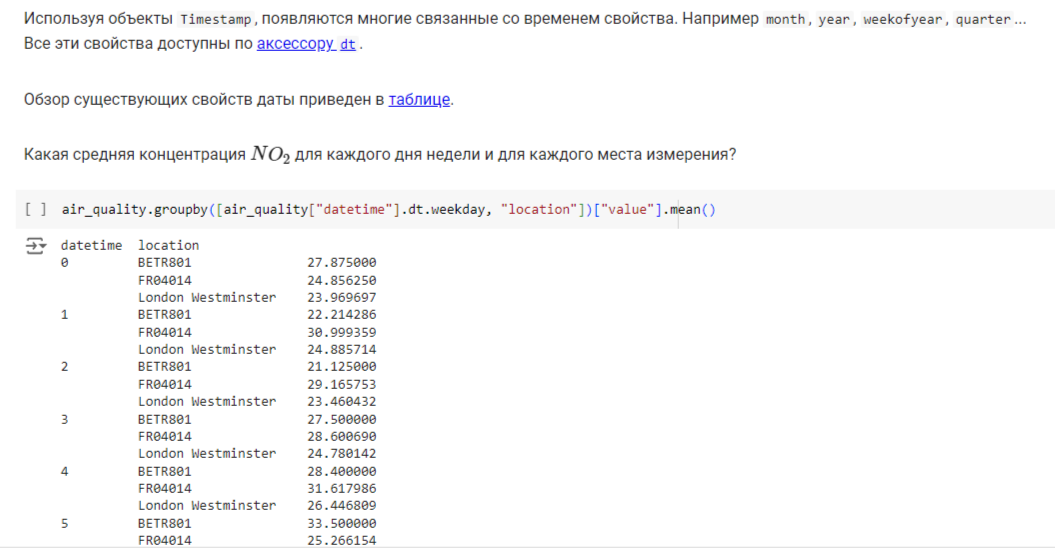 Используя объекты Timestamp, появляются многие связанные со временем свойства. Например month, year, weekofyear, quarter...
Все эти свойства доступны по аксессору dt.
Обзор существующих свойств даты приведен в таблице.
Какая средняя концентрация NO₂ для каждого дня недели и для каждого места измерения?
[ ] air_quality.groupby([air_quality["datetime"].dt.weekday, "location"])["value"].mean()
datetime location
0 BETR801 27.875000
FR04014 24.856250
London Westminster 23.969697
1 BETR801 22.214286
FR04014 30.999359
London Westminster 24.885714
2 BETR801 21.125000
FR04014 29.165753
London Westminster 23.460432
3 BETR801 27.500000
FR04014 28.600690
London Westminster 24.780142
4 BETR801 28.400000
FR04014 31.617986
London Westminster 26.446809
5 BETR801 33.500000
FR04014 25.266154